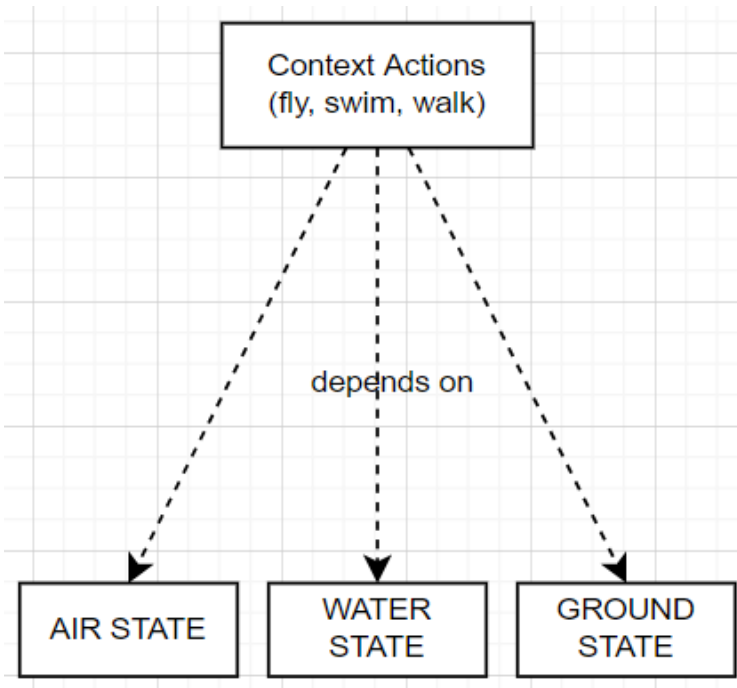 Context Actions
(fly, swim, walk)
depends on
AIR STATE
WATER
STATE
GROUND
STATE